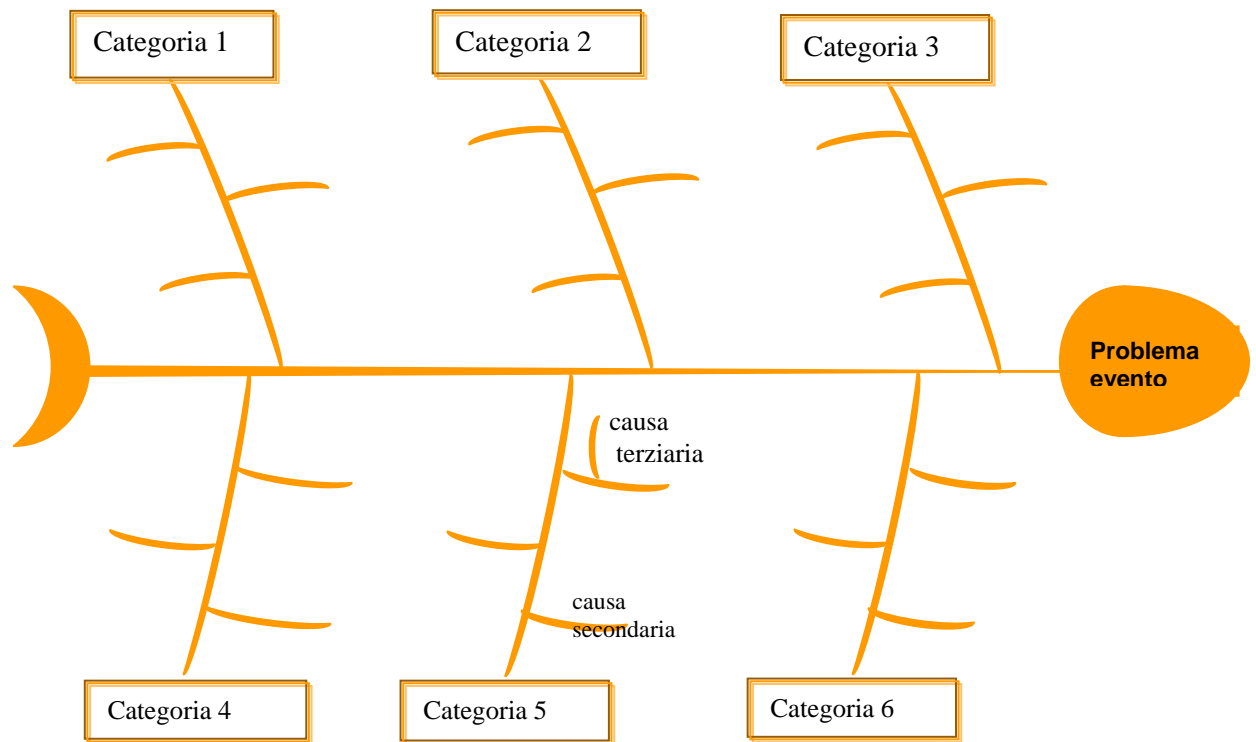 Categoria 1
Categoria 2
Categoria 3
Problema
evento
causa
terziaria
causa
secondaria
Categoria 4
Categoria 5
Categoria 6